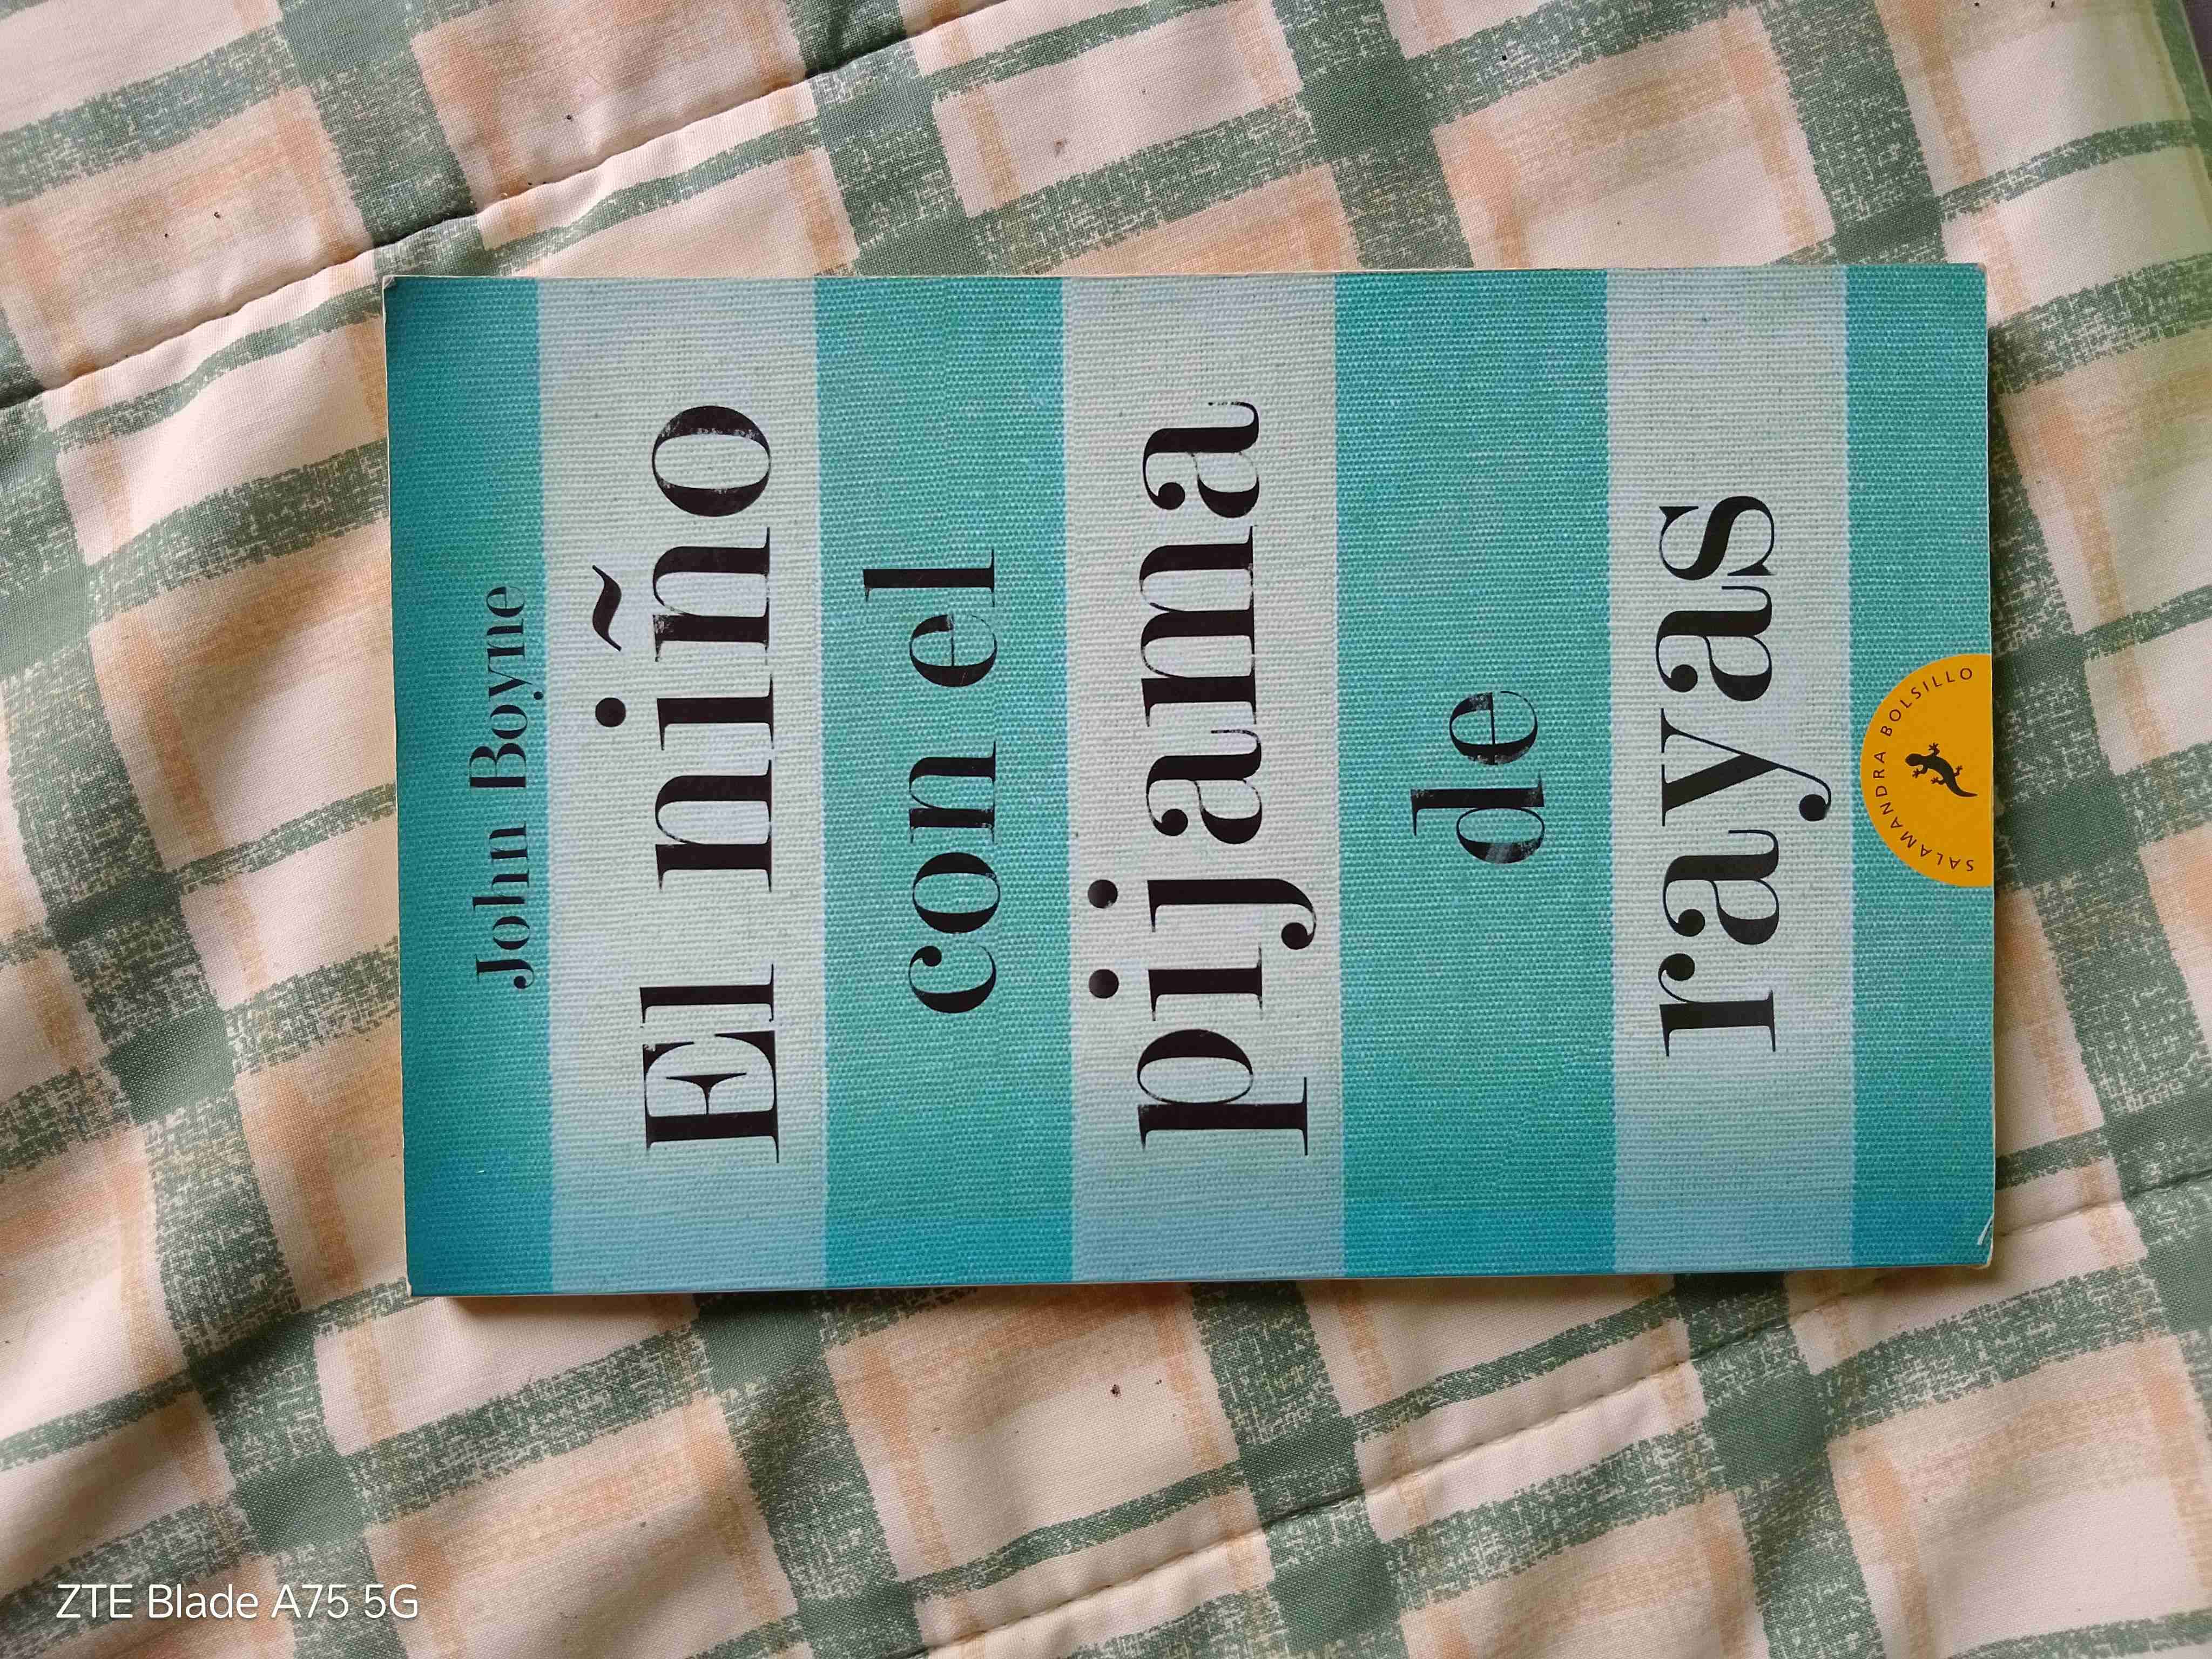 John Boyne
El niño
con el
pijama
de
rayas
SALAMANDRA BOLSILLO
ZTE Blade A75 5G